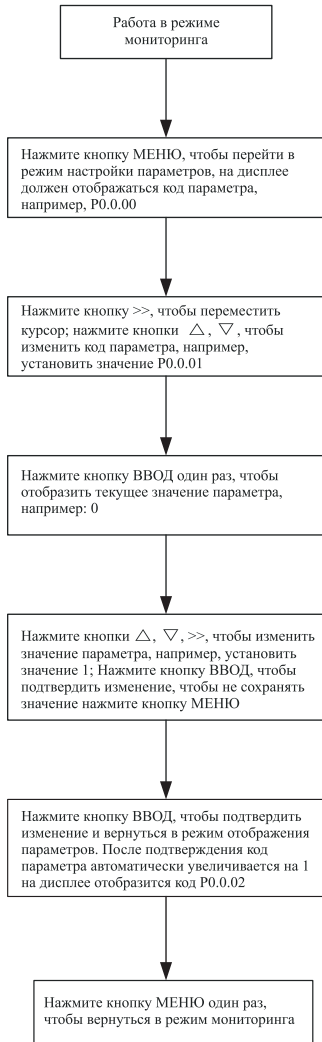 Работа в режиме
мониторинга
Нажмите кнопку МЕНЮ, чтобы перейти в
режим настройки параметров, на дисплее
должен отображаться код параметра,
например, P0.0.00
Нажмите кнопку >>, чтобы переместить
курсор; нажмите кнопки △, ▽, чтобы
изменить код параметра, например,
установить значение P0.0.01
Нажмите кнопку ВВОД один раз, чтобы
отобразить текущее значение параметра,
например: 0
Нажмите кнопки △, ▽, >>, чтобы изменить
значение параметра, например, установить
значение 1; Нажмите кнопку ВВОД, чтобы
подтвердить изменение, чтобы не сохранять
значение нажмите кнопку МЕНЮ
Нажмите кнопку ВВОД, чтобы подтвердить
изменение и вернуться в режим отображения
параметров. После подтверждения код
параметра автоматически увеличивается на 1
на дисплее отобразится код P0.0.02
Нажмите кнопку МЕНЮ один раз,
чтобы вернуться в режим мониторинга